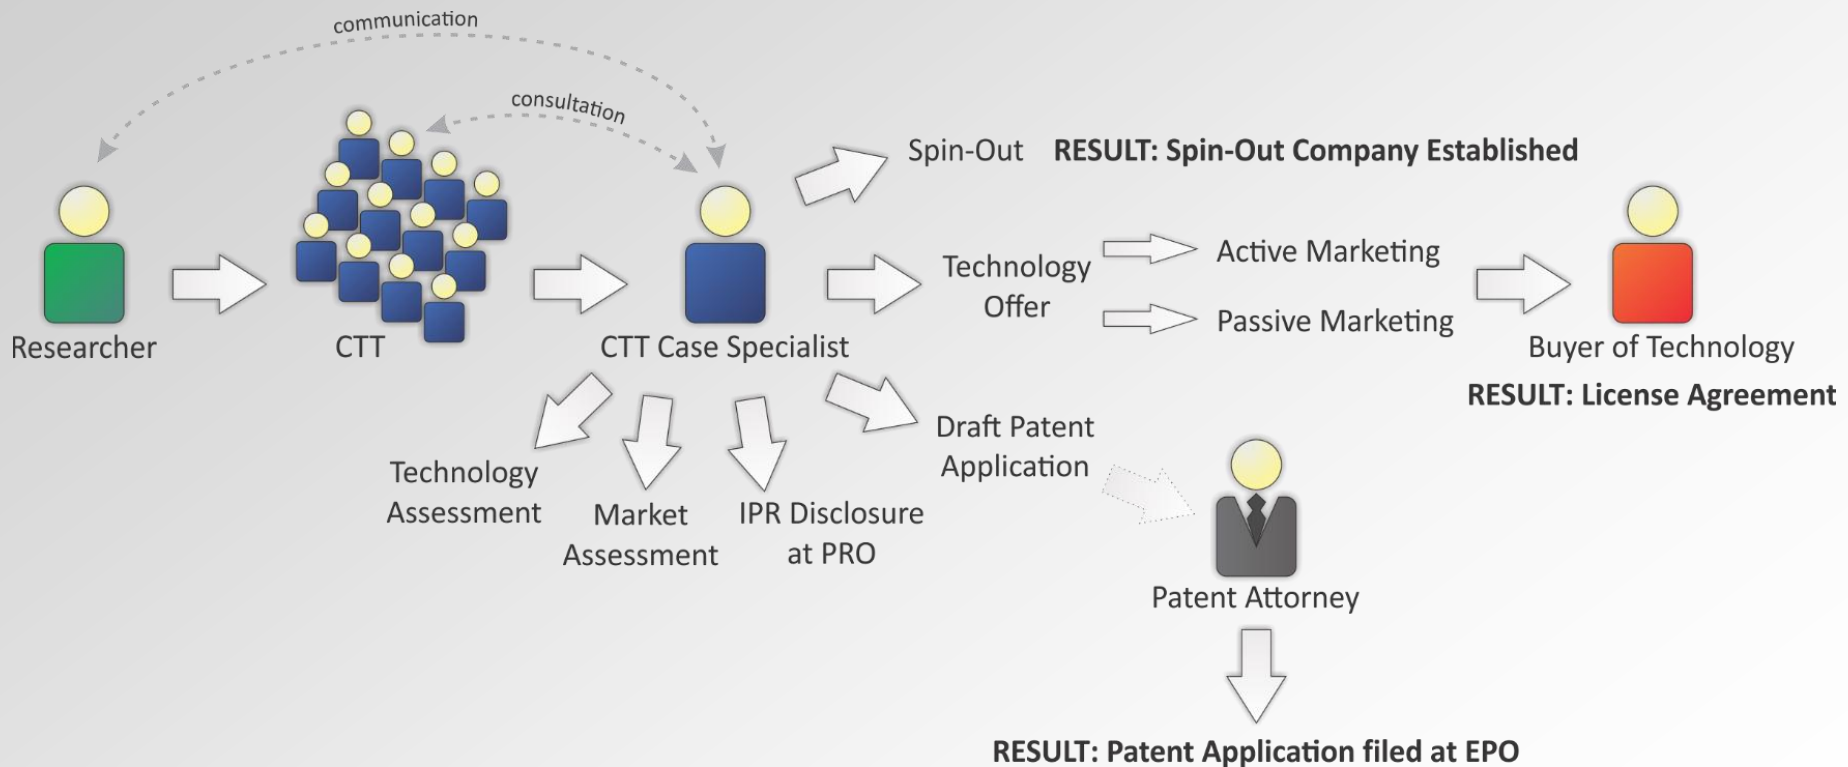 communication
consultation
Spin-Out RESULT: Spin-Out Company Established
Technology
Offer
Active Marketing
Passive Marketing
Researcher
CTT
CTT Case Specialist
Buyer of Technology
RESULT: License Agreement
Technology
Assessment
Market
Assessment
IPR Disclosure
at PRO
Draft Patent
Application
Patent Attorney
RESULT: Patent Application filed at EPO